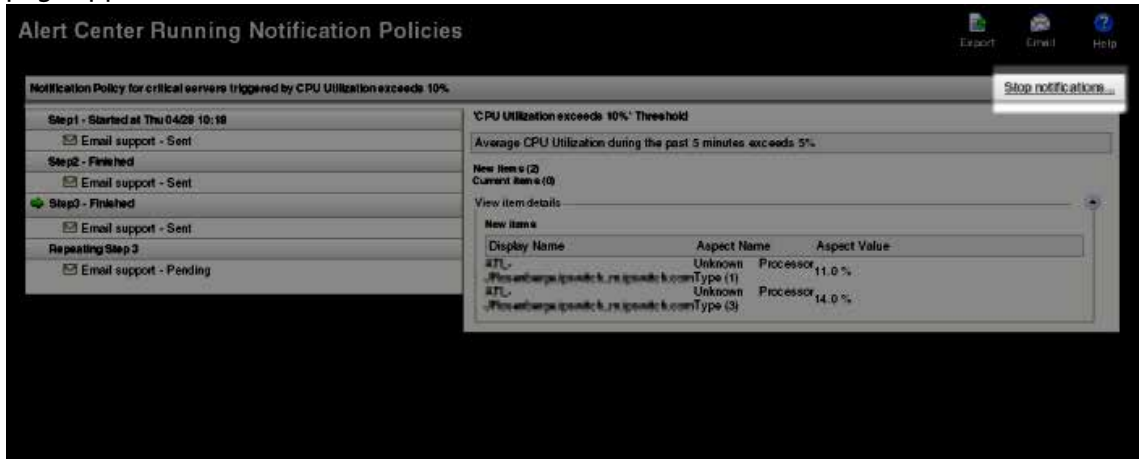 Alert Center Running Notification Policies
Export Email Help
Notification Policy for critical servers triggered by CPU Utilization exceeds 10%
Stop notifications...
Step1 - Started at Thu 04/28 10:18
Email support - Sent
Step2 - Finished
Email support - Sent
Step3 - Finished
Email support - Sent
Repeating Step 3
Email support - Pending
'CPU Utilization exceeds 10%' Threshold
Average CPU Utilization during the past 5 minutes exceeds 5%
New Items (2)
Current items (0)
View item details
New items
Display Name Aspect Name Aspect Value
ATL- Unknown Processor
Type (1) 11.0 %
ATL- Unknown Processor
Type (3) 14.0 %